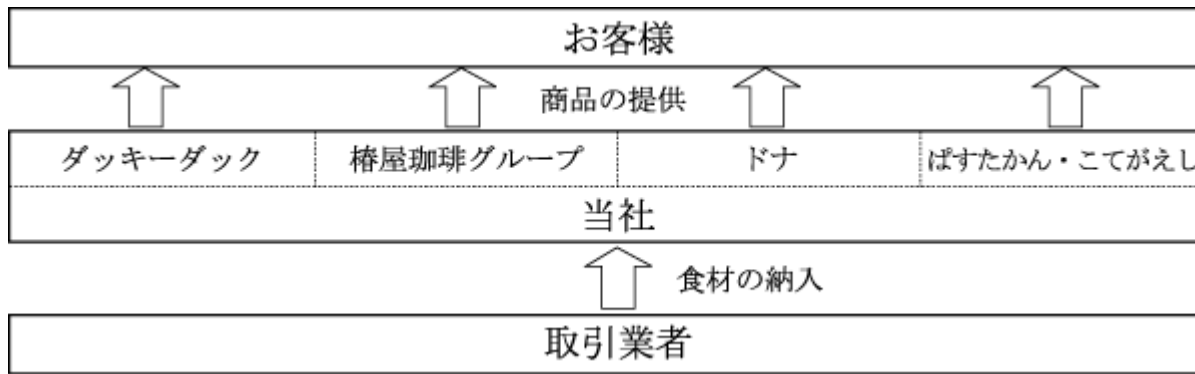 お客様
商品の提供
ダッキーダック 椿屋珈琲グループ ドナ ぱすたかん・こてがえし
当社
食材の納入
取引業者